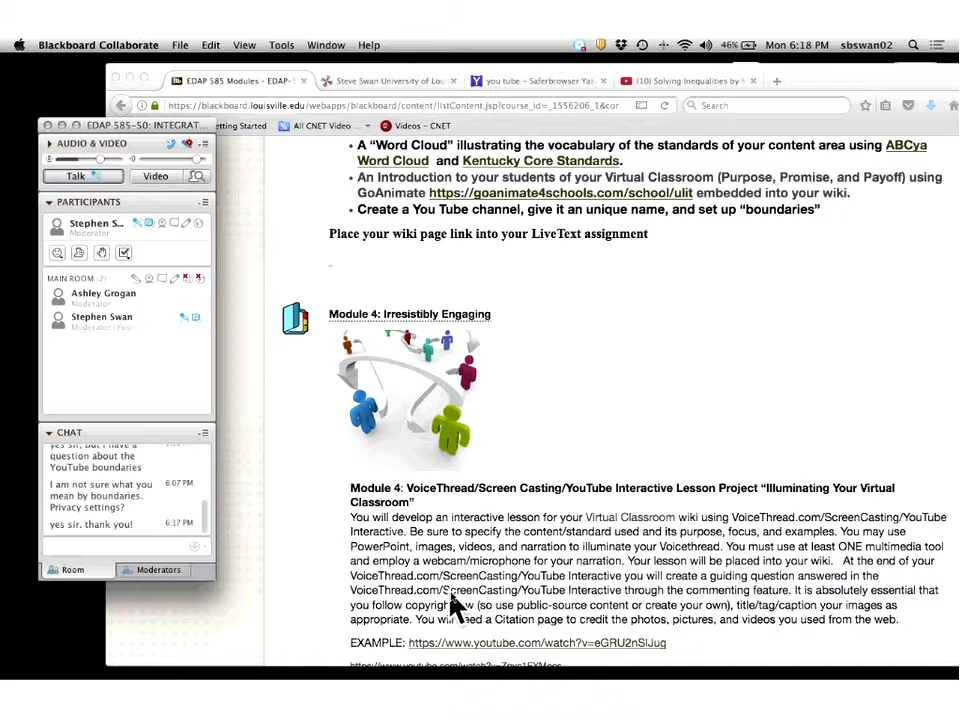 Blackboard Collaborate File Edit View Tools Window Help 46% Mon 6:18 PM sbswan02
EDAP 585 Modules - EDAP-5
Steve Swan University of Lou
you tube - Saferbrowser Yah
(10) Solving Inequalities by M
https://blackboard.louisville.edu/webapps/blackboard/content/listContent.jsp?course_id=_1556206_1&cor
Search
EDAP 585-50: INTEGRAT...
etting Started
All CNET Video ...
Videos - CNET
AUDIO & VIDEO
Talk
Video
PARTICIPANTS
Stephen S...
Moderator
MAIN ROOM (2)
Ashley Grogan
Moderator
Stephen Swan
Moderator (You)
CHAT
yes sir, but I have a
question about the
YouTube boundaries
I am not sure what you 6:07 PM
mean by boundaries.
Privacy settings?
yes sir. thank you! 6:17 PM
Room
Moderators
• A “Word Cloud” illustrating the vocabulary of the standards of your content area using ABCya
Word Cloud and Kentucky Core Standards.
• An Introduction to your students of your Virtual Classroom (Purpose, Promise, and Payoff) using
GoAnimate https://goanimate4schools.com/school/ulit embedded into your wiki.
• Create a You Tube channel, give it an unique name, and set up “boundaries”
Place your wiki page link into your LiveText assignment
Module 4: Irresistibly Engaging
Module 4: VoiceThread/Screen Casting/YouTube Interactive Lesson Project “Illuminating Your Virtual
Classroom”
You will develop an interactive lesson for your Virtual Classroom wiki using VoiceThread.com/ScreenCasting/YouTube
Interactive. Be sure to specify the content/standard used and its purpose, focus, and examples. You may use
PowerPoint, images, videos, and narration to illuminate your Voicethread. You must use at least ONE multimedia tool
and employ a webcam/microphone for your narration. Your lesson will be placed into your wiki. At the end of your
VoiceThread.com/ScreenCasting/YouTube Interactive you will create a guiding question answered in the
VoiceThread.com/ScreenCasting/YouTube Interactive through the commenting feature. It is absolutely essential that
you follow copyright (so use public-source content or create your own), title/tag/caption your images as
appropriate. You will need a Citation page to credit the photos, pictures, and videos you used from the web.
EXAMPLE: https://www.youtube.com/watch?v=eGRU2nSlJug